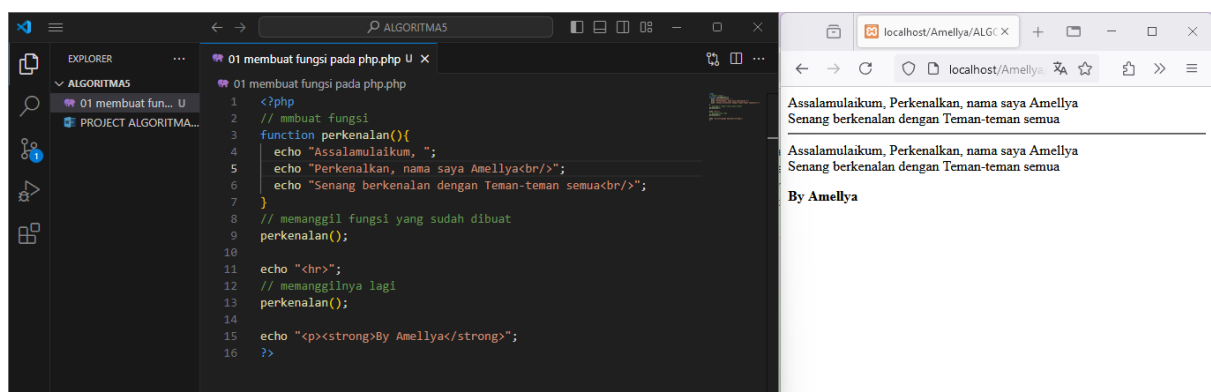 ALGORITMA5
EXPLORER
ALGORITMA5
01 membuat fun... U
PROJECT ALGORITMA...
01 membuat fungsi pada php.php U
01 membuat fungsi pada php.php
1 <?php
2 // mmbuat fungsi
3 function perkenalan(){
4 echo "Assalamulaikum, ";
5 echo "Perkenalkan, nama saya Amellya<br/>";
6 echo "Senang berkenalan dengan Teman-teman semua<br/>";
7 }
8 // memanggil fungsi yang sudah dibuat
9 perkenalan();
10
11 echo "<hr>";
12 // memanggilnya lagi
13 perkenalan();
14
15 echo "<p><strong>By Amellya</strong>";
16 ?>
1
localhost/Amellya/ALGC
localhost/Amellya
Assalamulaikum, Perkenalkan, nama saya Amellya
Senang berkenalan dengan Teman-teman semua
Assalamulaikum, Perkenalkan, nama saya Amellya
Senang berkenalan dengan Teman-teman semua
By Amellya